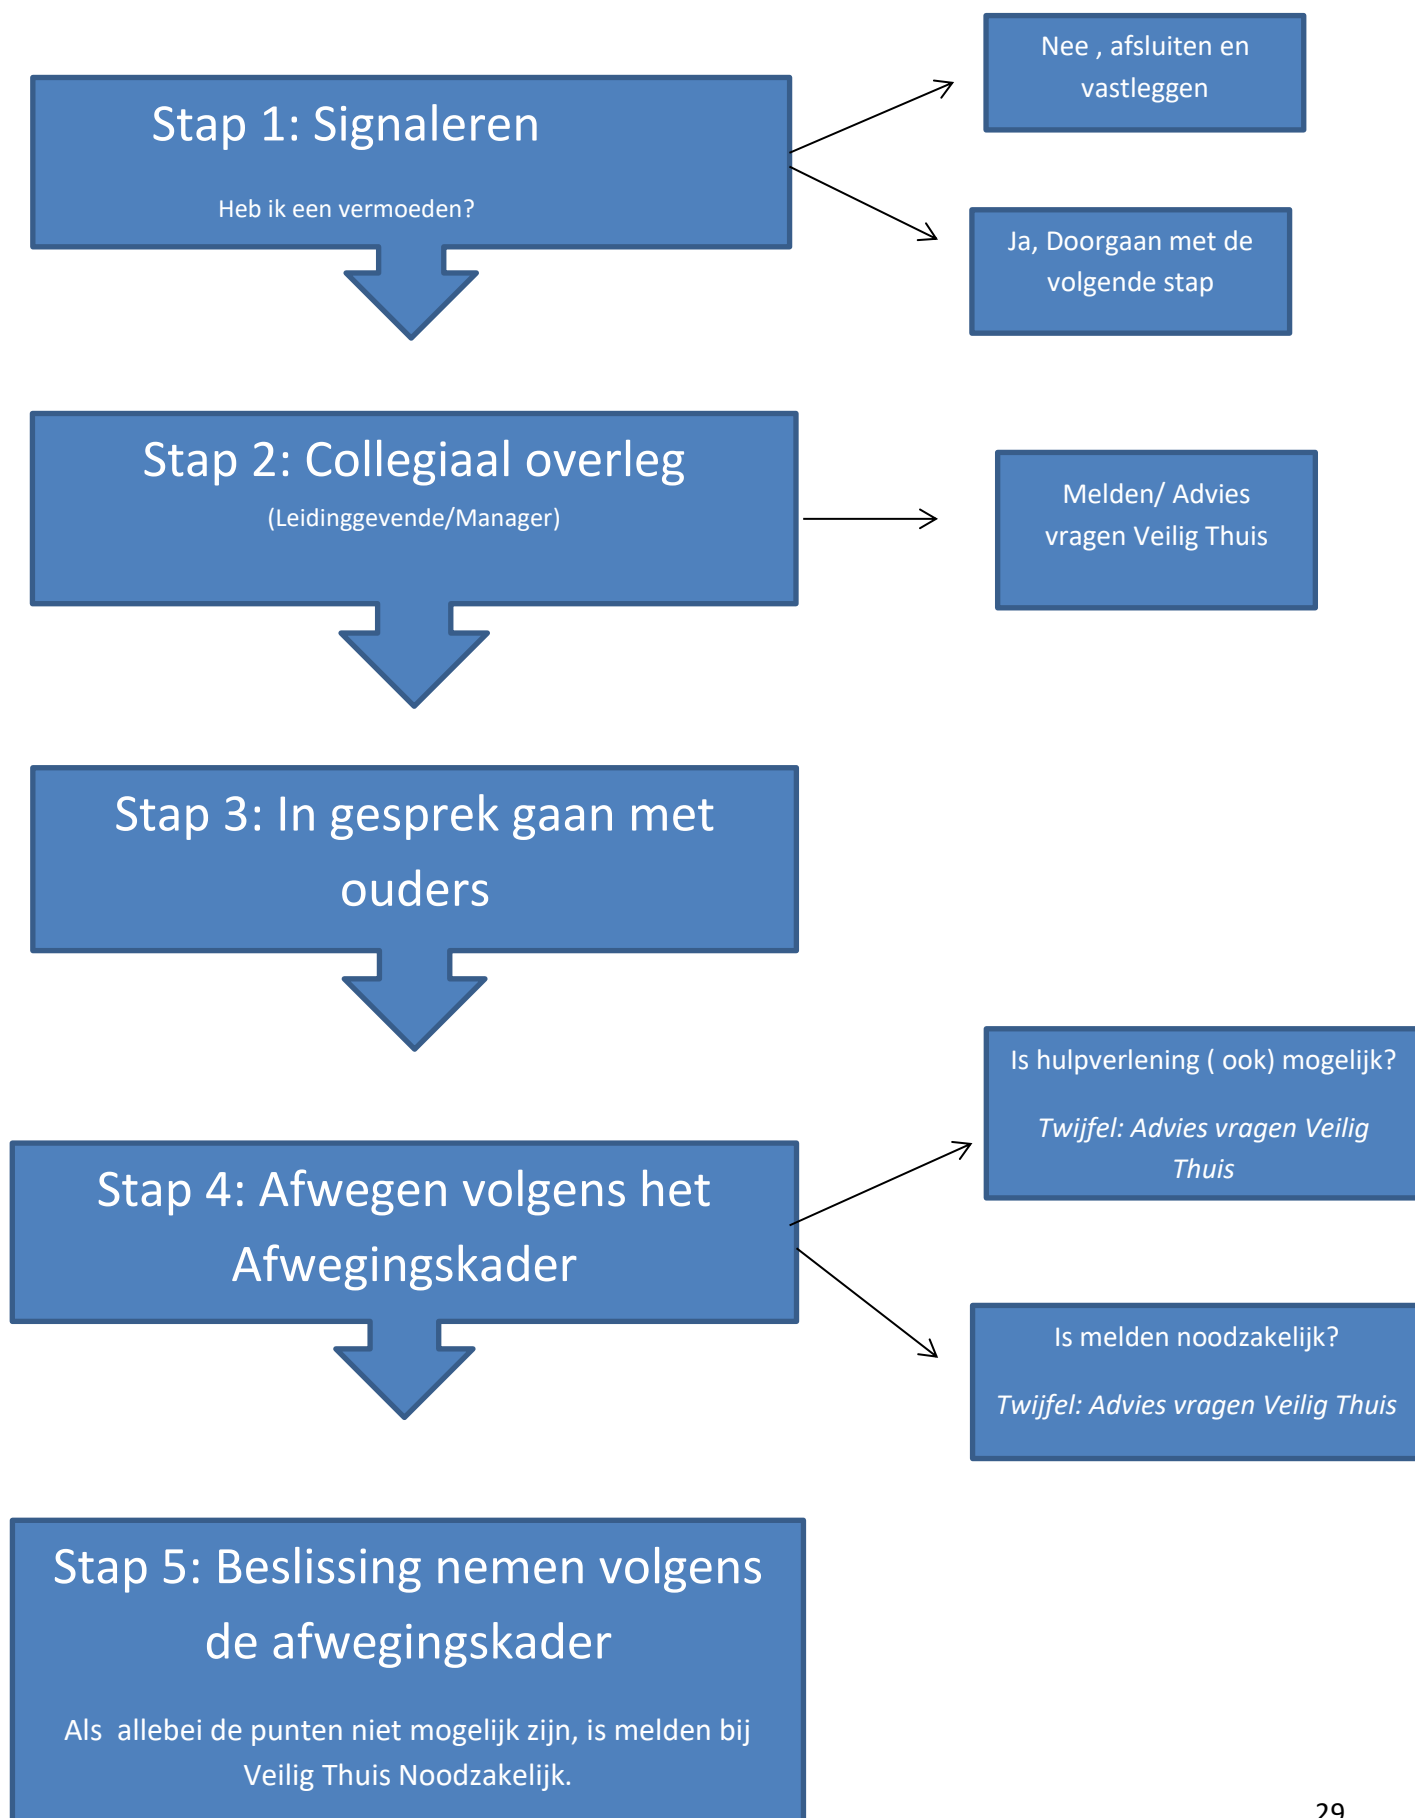 Nee , afsluiten en
vastleggen
Stap 1: Signaleren
Heb ik een vermoeden?
Ja, Doorgaan met de
volgende stap
Stap 2: Collegiaal overleg
(Leidinggevende/Manager)
Melden/ Advies
vragen Veilig Thuis
Stap 3: In gesprek gaan met
ouders
Is hulpverlening ( ook) mogelijk?
Twijfel: Advies vragen Veilig
Thuis
Stap 4: Afwegen volgens het
Afwegingskader
Is melden noodzakelijk?
Twijfel: Advies vragen Veilig Thuis
Stap 5: Beslissing nemen volgens
de afwegingskader
Als  allebei de punten niet mogelijk zijn, is melden bij
Veilig Thuis Noodzakelijk.
29